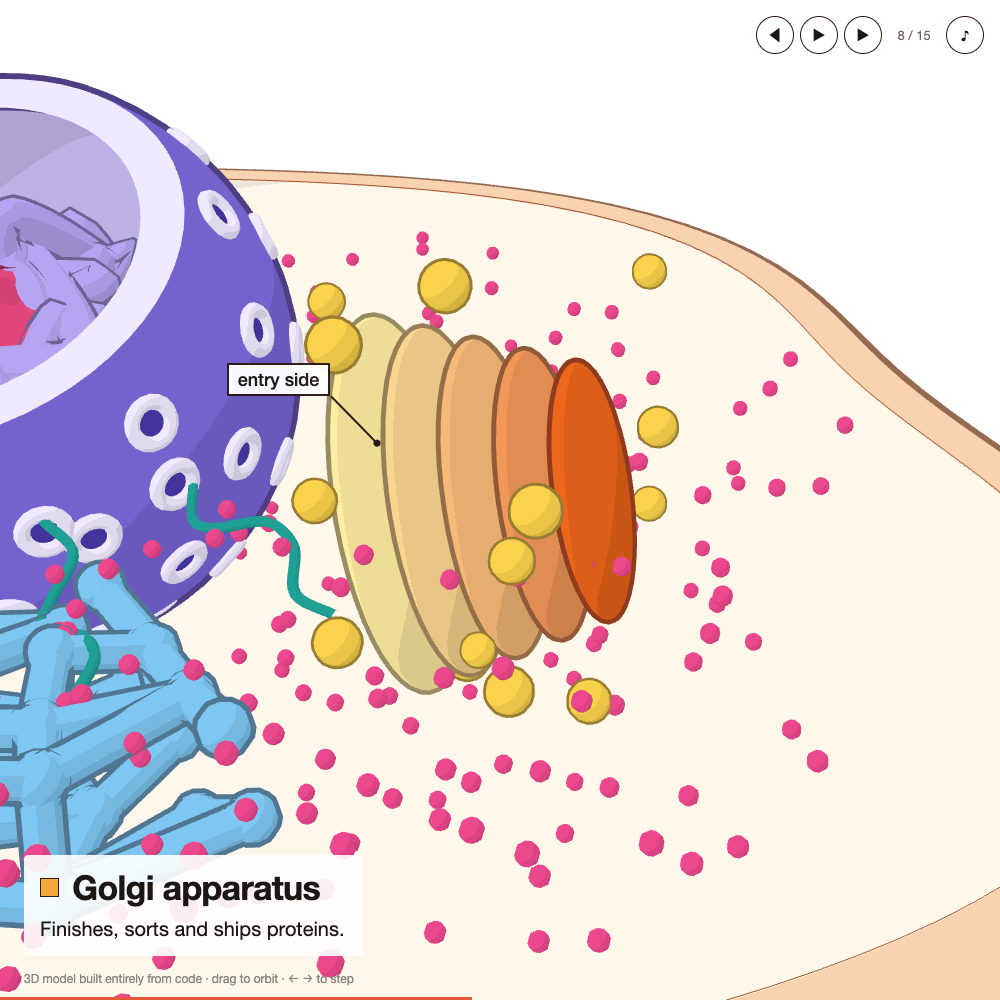 8 / 15
entry side
Golgi apparatus
Finishes, sorts and ships proteins.
3D model built entirely from code · drag to orbit · ← → to step